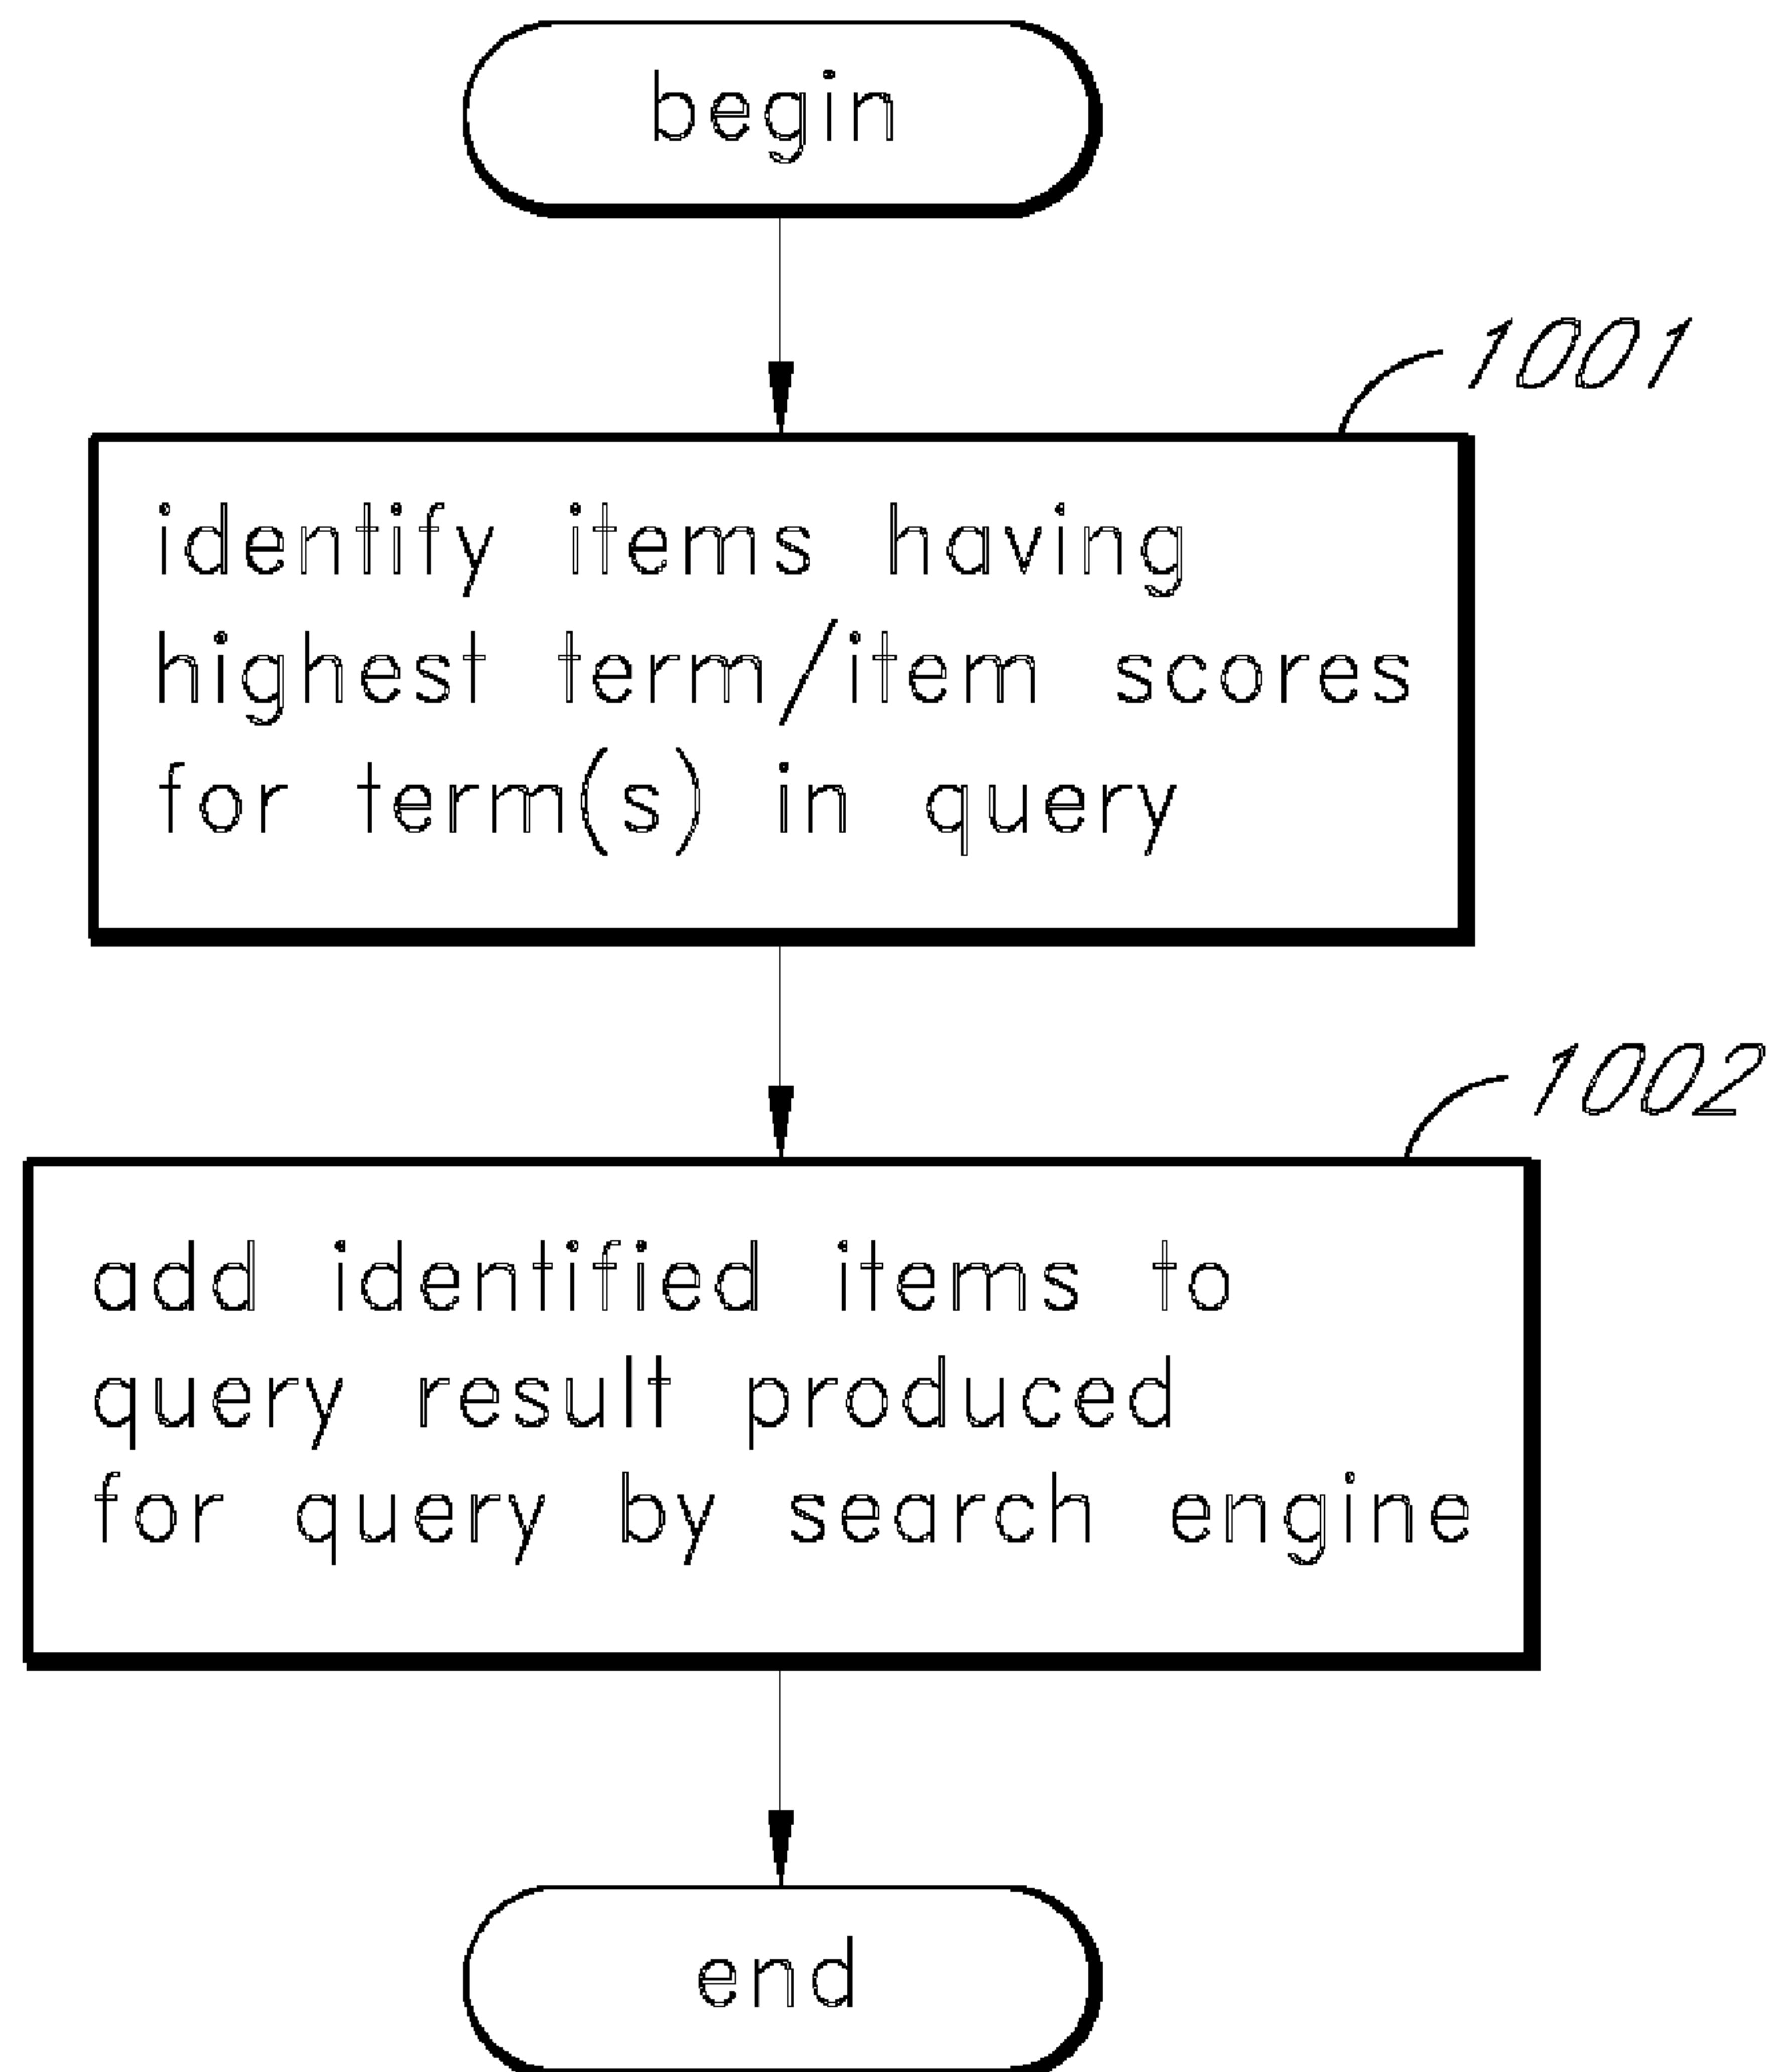 begin
1001
identify items having
highest term/item scores
for term(s) in query
1002
add identified items to
query result produced
for query by search engine
end